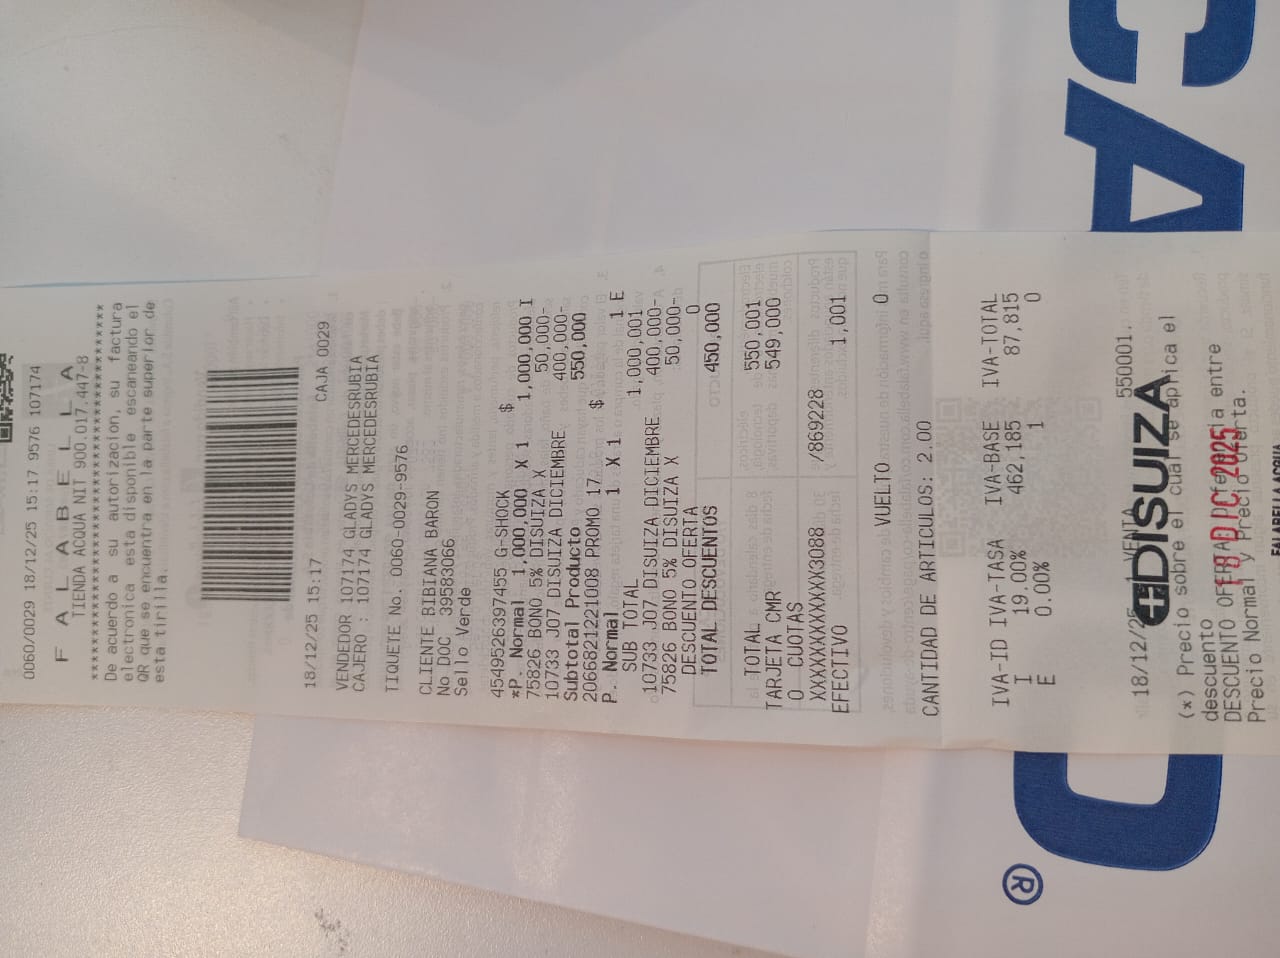 0060/0029 18/12/25 15:17 9576 107174
F A L A B E L L A
TIENDA ACQUA NIT 900.017.447-8
************************************
De acuerdo a su autorizacion, su factura
electronica esta disponible escaneando el
QR que se encuentra en la parte superior de
esta tirilla.
18/12/25 15:17 CAJA 0029
VENDEDOR 107174 GLADYS MERCEDESRUBIA
CAJERO : 107174 GLADYS MERCEDESRUBIA
TIQUETE No. 0060-0029-9576
CLIENTE BIBIANA BARON
No DOC 39583066
Sello Verde
4549526397455 G-SHOCK $
*P. Normal 1,000,000 X 1 1,000,000 I
75826 BONO 5% DISUIZA X 50,000-
10733 J07 DISUIZA DICIEMBRE 400,000-
Subtotal Producto 550,000
2066821221008 PROMO 17. $
P. Normal 1 X 1 1 E
SUB TOTAL 1,000,001
10733 J07 DISUIZA DICIEMBRE 400,000-
75826 BONO 5% DISUIZA X 50,000-
DESCUENTO OFERTA 0
TOTAL DESCUENTOS 450,000
TOTAL 550,001
TARJETA CMR 549,000
0 CUOTAS
XXXXXXXXXXXX3088 /869228
EFECTIVO 1,001
VUELTO 0
CANTIDAD DE ARTICULOS: 2.00
IVA-ID IVA-TASA IVA-BASE IVA-TOTAL
I 19.00% 462,185 87,815
E 0.00% 1 0
18/12/25 VENTA 550001.
DISUIZA
(*) Precio sobre el cual se aplica el
descuento
DESCUENTO OFERTA: Diferencia entre
Precio Normal y Precio Oferta.
18 DIC 2025
FALABELLA ACQUA
CA
®